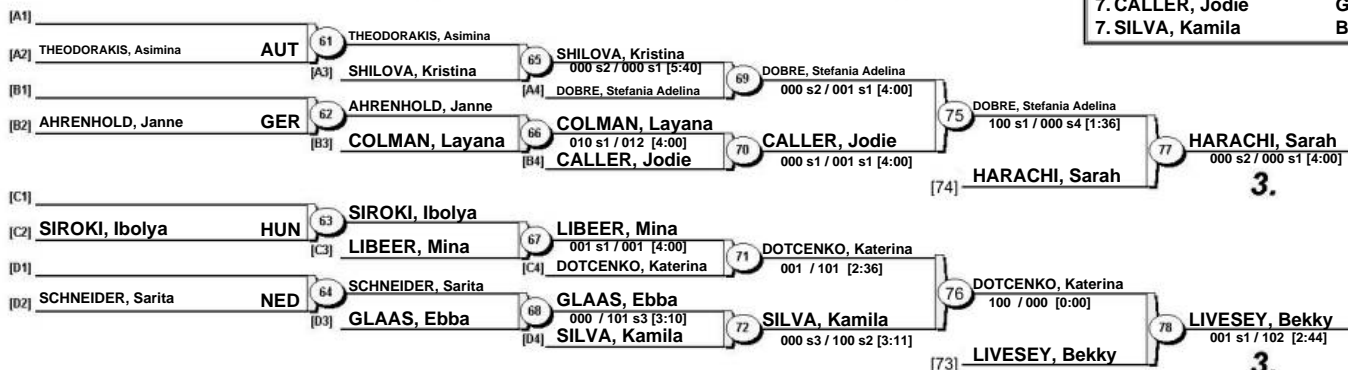 7. CALLER, Jodie G
7. SILVA, Kamila B
[A1]
[A2] THEODORAKIS, Asimina AUT
61
THEODORAKIS, Asimina
[A3] SHILOVA, Kristina
65
SHILOVA, Kristina
000 s2 / 000 s1 [5:40]
[A4] DOBRE, Stefania Adelina
69
DOBRE, Stefania Adelina
000 s2 / 001 s1 [4:00]
[B1]
[B2] AHRENHOLD, Janne GER
62
AHRENHOLD, Janne
[B3] COLMAN, Layana
66
COLMAN, Layana
010 s1 / 012 [4:00]
[B4] CALLER, Jodie
70
CALLER, Jodie
000 s1 / 001 s1 [4:00]
75
DOBRE, Stefania Adelina
100 s1 / 000 s4 [1:36]
[74] HARACHI, Sarah
77
HARACHI, Sarah
000 s2 / 000 s1 [4:00]
3.
[C1]
[C2] SIROKI, Ibolya HUN
63
SIROKI, Ibolya
[C3] LIBEER, Mina
67
LIBEER, Mina
001 s1 / 001 [4:00]
[C4] DOTCENKO, Katerina
71
DOTCENKO, Katerina
001 / 101 [2:36]
[D1]
[D2] SCHNEIDER, Sarita NED
64
SCHNEIDER, Sarita
[D3] GLAAS, Ebba
68
GLAAS, Ebba
000 / 101 s3 [3:10]
[D4] SILVA, Kamila
72
SILVA, Kamila
000 s3 / 100 s2 [3:11]
76
DOTCENKO, Katerina
100 / 000 [0:00]
[73] LIVESEY, Bekky
78
LIVESEY, Bekky
001 s1 / 102 [2:44]
3.